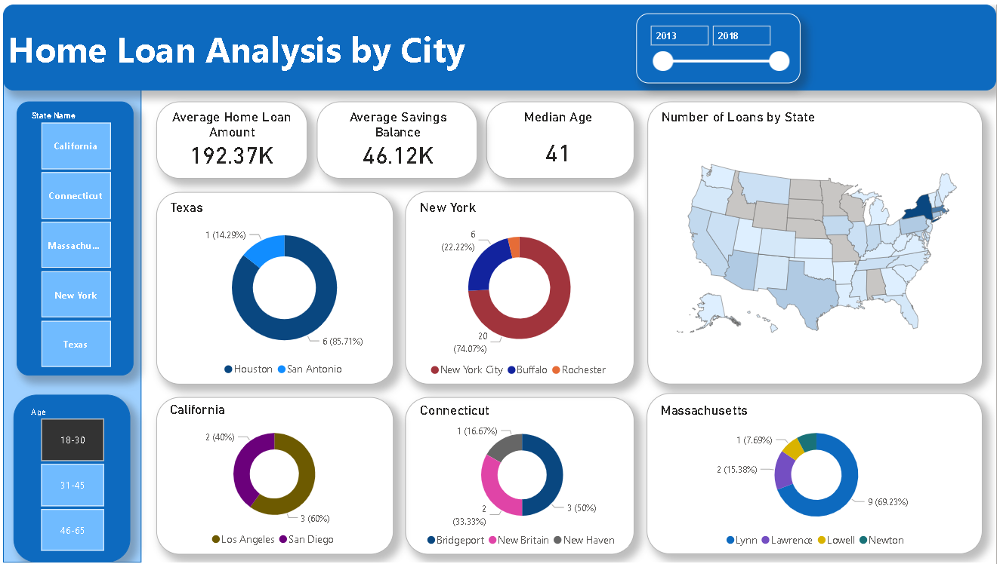 Home Loan Analysis by City
2013
2018
State Name
California
Connecticut
Massachu...
New York
Texas
Age
18-30
31-45
46-65
Average Home Loan
Amount
192.37K
Average Savings
Balance
46.12K
Median Age
41
Number of Loans by State
Texas
1 (14.29%)
6 (85.71%)
Houston San Antonio
New York
6
(22.22%)
20
(74.07%)
New York City Buffalo Rochester
California
2 (40%)
3 (60%)
Los Angeles San Diego
Connecticut
1 (16.67%)
2
(33.33%)
3 (50%)
Bridgeport New Britain New Haven
Massachusetts
1 (7.69%)
2 (15.38%)
9 (69.23%)
Lynn Lawrence Lowell Newton